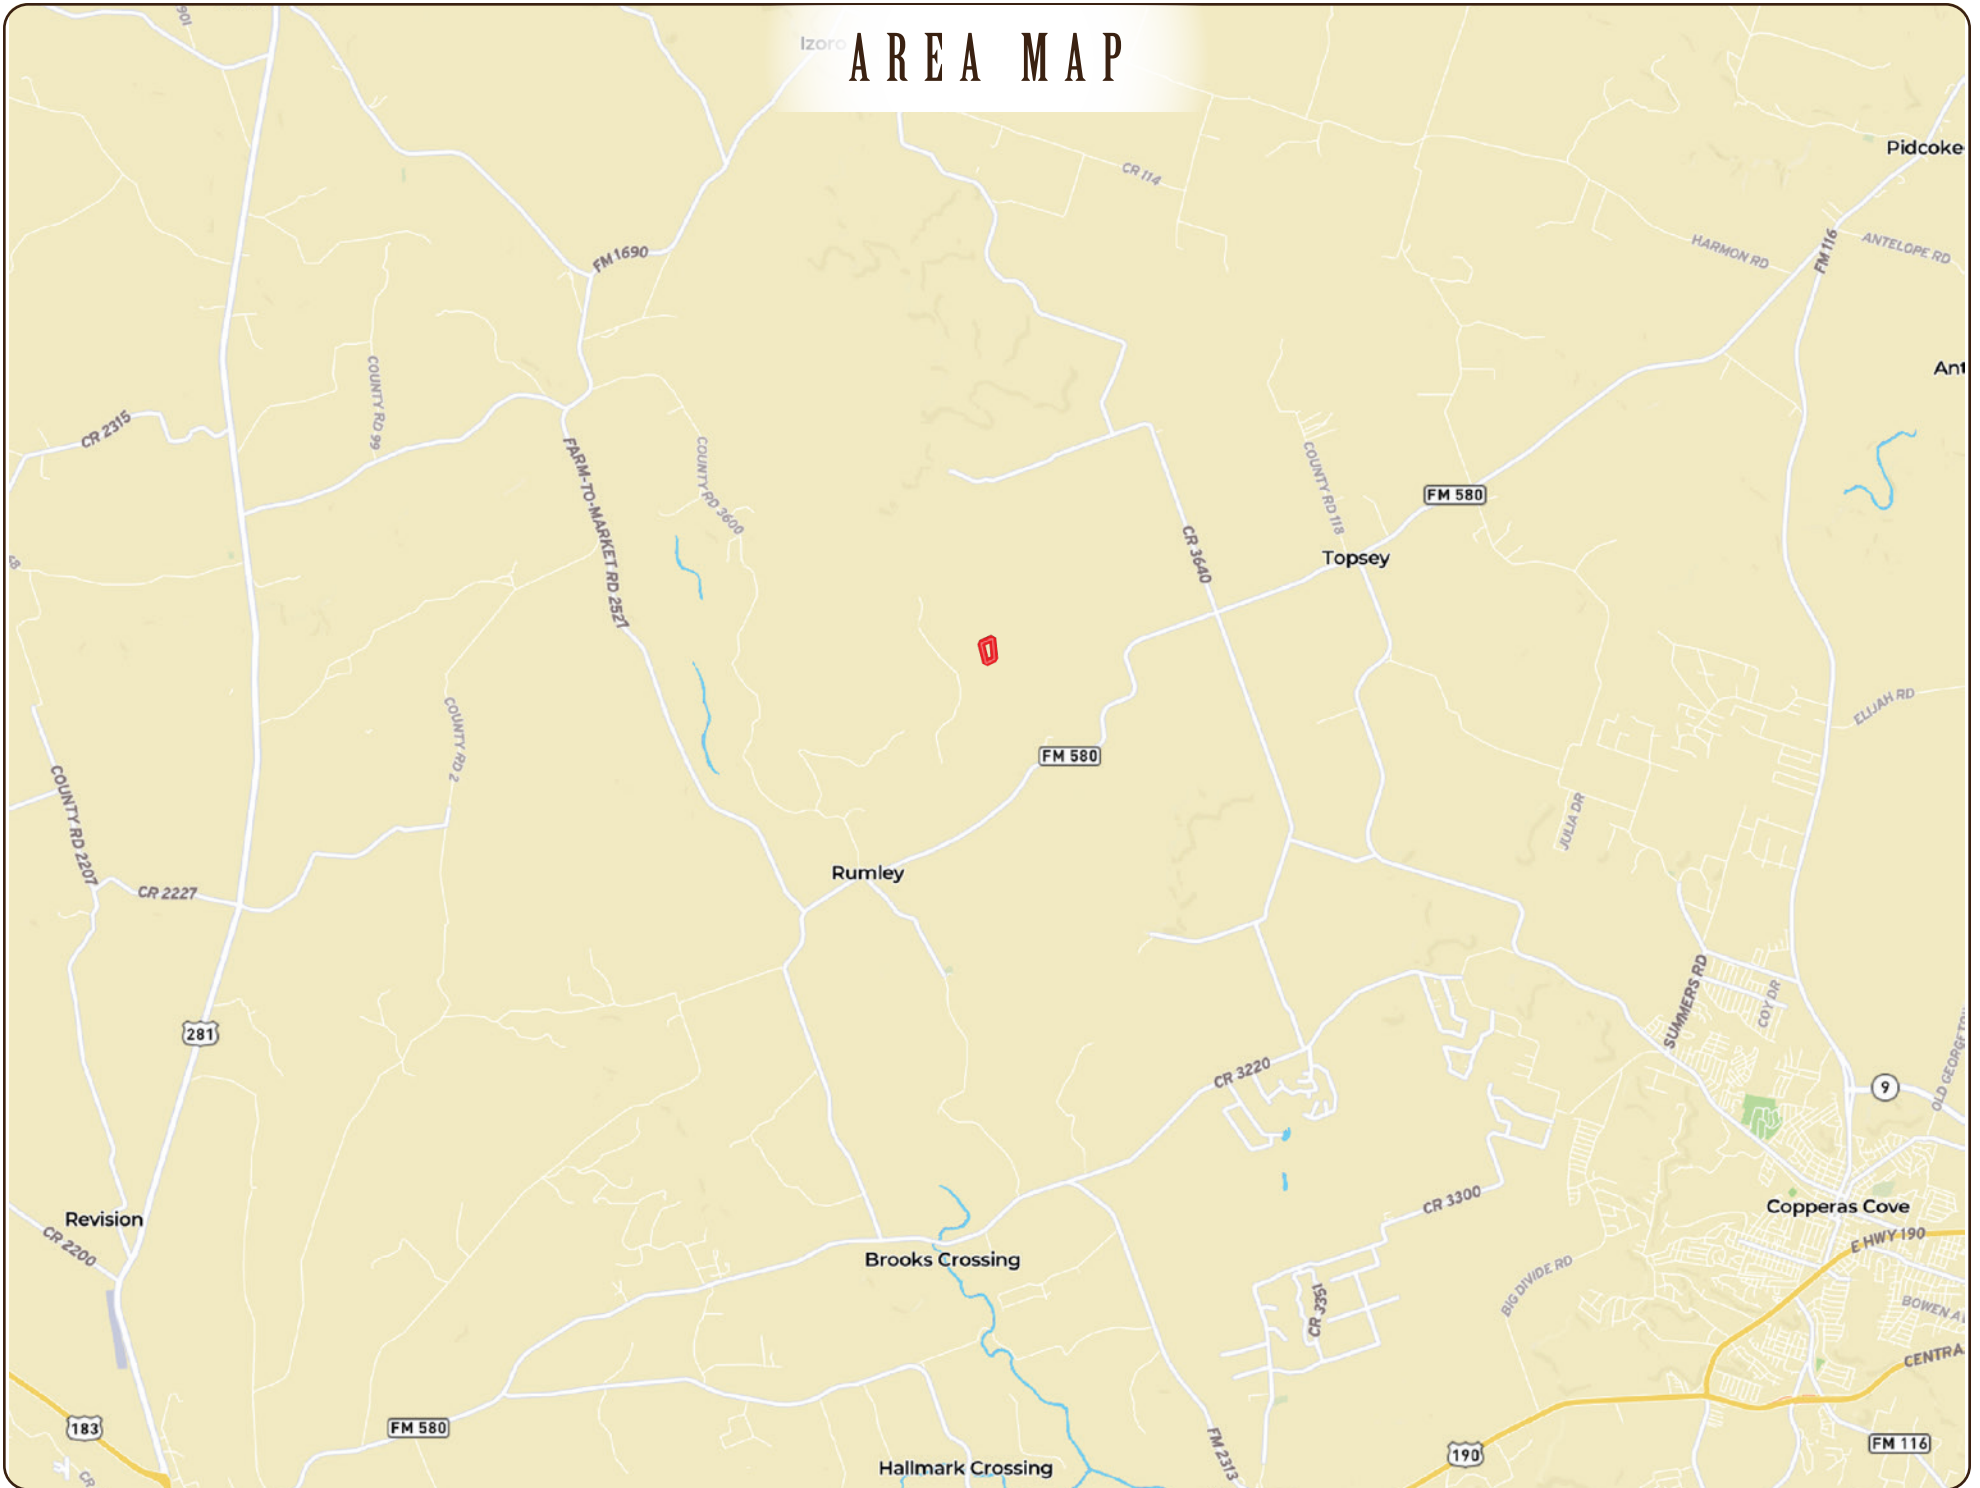 106
Izoro
AREA MAP
Pidcoke
CR 114
HARMON RD
FM 116
ANTELOPE RD
FM 1690
COUNTY RD 99
CR 2315
FARM-TO-MARKET RD 2527
COUNTY RD 3600
COUNTY RD 118
FM 580
CR 3640
Topsey
ELIJAH RD
COUNTY RD 2
FM 580
COUNTY RD 2207
JULIA DR
CR 2227
Rumley
SUMMERS RD
COY DR
281
CR 3220
9
Revision
CR 2200
CR 3300
Copperas Cove
E HWY 190
Brooks Crossing
CR 3351
BIG DIVIDE RD
183
FM 580
Hallmark Crossing
FM 2313
190
FM 116
CR